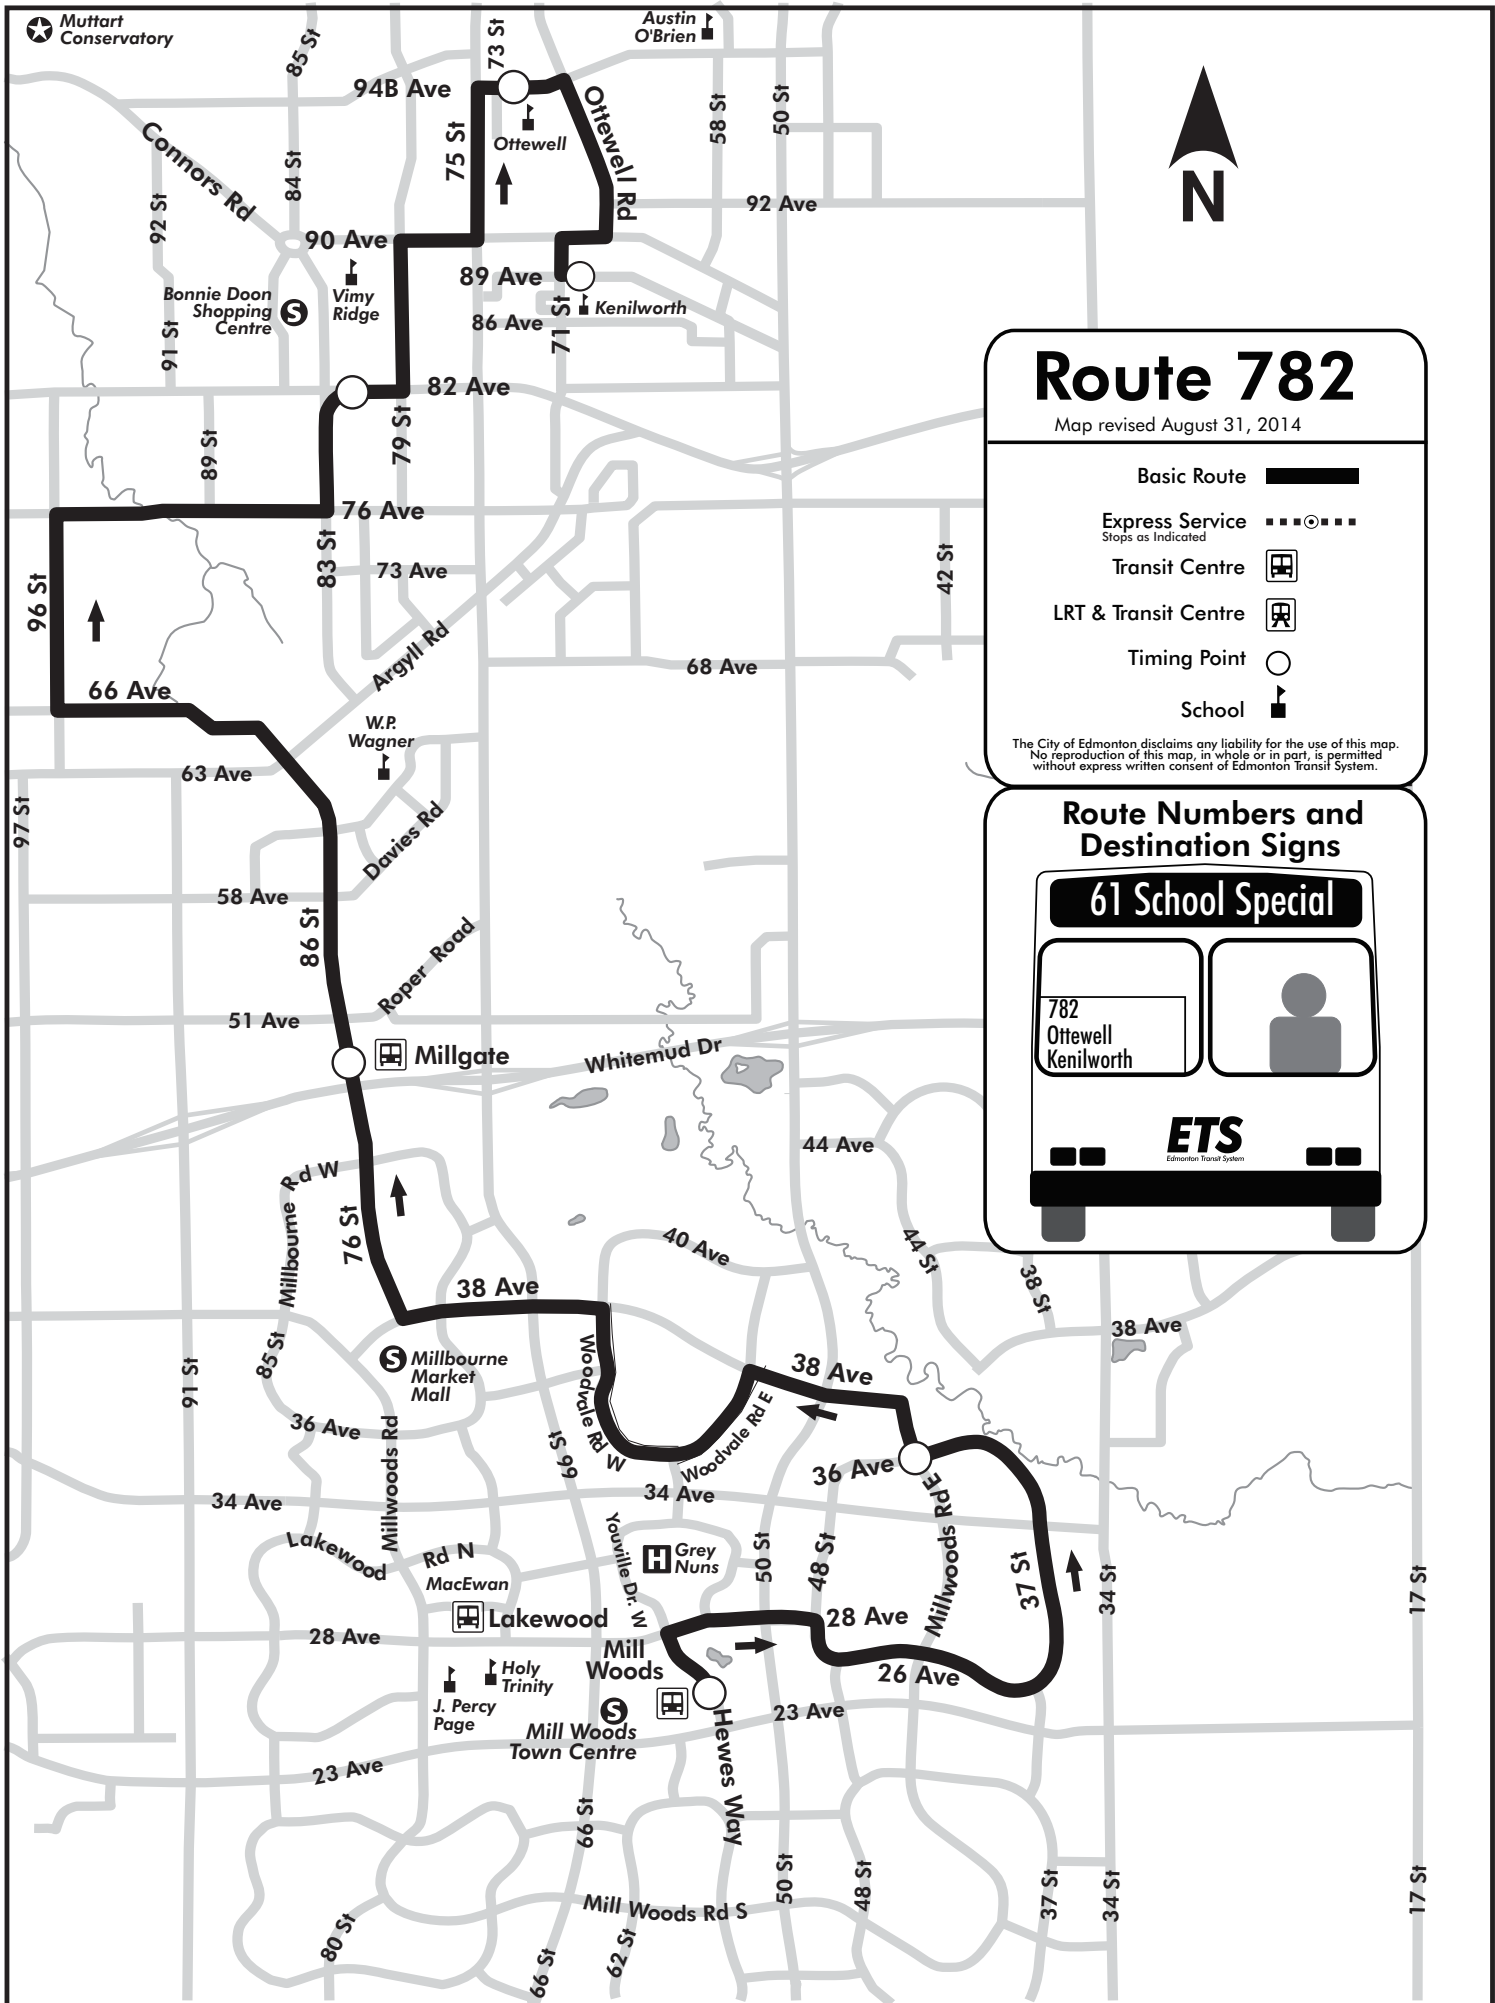 Muttart
Conservatory
85 St
73 St
Austin
O'Brien
94B Ave
Ottewell Rd
58 St
50 St
Connors Rd
84 St
75 St
Ottewell
N
92 St
92 Ave
90 Ave
89 Ave
Vimy
Ridge
Bonnie Doon
Shopping
Centre
S
Kenilworth
71 St
86 Ave
91 St
82 Ave
79 St
89 St
76 Ave
83 St
73 Ave
42 St
96 St
Argyll Rd
68 Ave
66 Ave
W.P.
Wagner
63 Ave
97 St
Davies Rd
58 Ave
86 St
Roper Road
51 Ave
Millgate
Whitemud Dr
44 Ave
Rd W
Millbourne
76 St
40 Ave
44 St
38 St
38 Ave
38 Ave
85 St
S
Millbourne
Market
Mall
Woodvale Rd W
38 Ave
Woodvale Rd E
91 St
36 Ave
Millwoods Rd
66 St
36 Ave
Millwoods Rd E
34 Ave
34 Ave
Lakewood
Rd N
Youville Dr. W
H
Grey
Nuns
50 St
48 St
37 St
34 St
17 St
MacEwan
Lakewood
28 Ave
28 Ave
Mill
Woods
26 Ave
Holy
Trinity
J. Percy
Page
S
Mill Woods
Town Centre
Hewes Way
23 Ave
23 Ave
66 St
50 St
48 St
37 St
34 St
17 St
Mill Woods Rd S
80 St
66 St
62 St
Route 782
Map revised August 31, 2014
Basic Route
Express Service
Stops as Indicated
Transit Centre
LRT & Transit Centre
Timing Point
School
The City of Edmonton disclaims any liability for the use of this map.
No reproduction of this map, in whole or in part, is permitted
without express written consent of Edmonton Transit System.
Route Numbers and
Destination Signs
61 School Special
782
Ottewell
Kenilworth
ETS
Edmonton Transit System